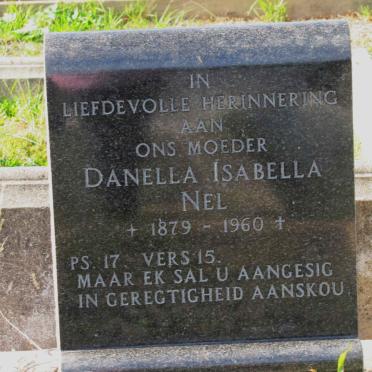 IN
LIEFDEVOLLE HERINNERING
AAN
ONS MOEDER
DANELLA ISABELLA
NEL
+ 1879 - 1960 +
PS. 17. VERS 15.
MAAR EK SAL U AANGESIG
IN GEREGTIGHEID AANSKOU